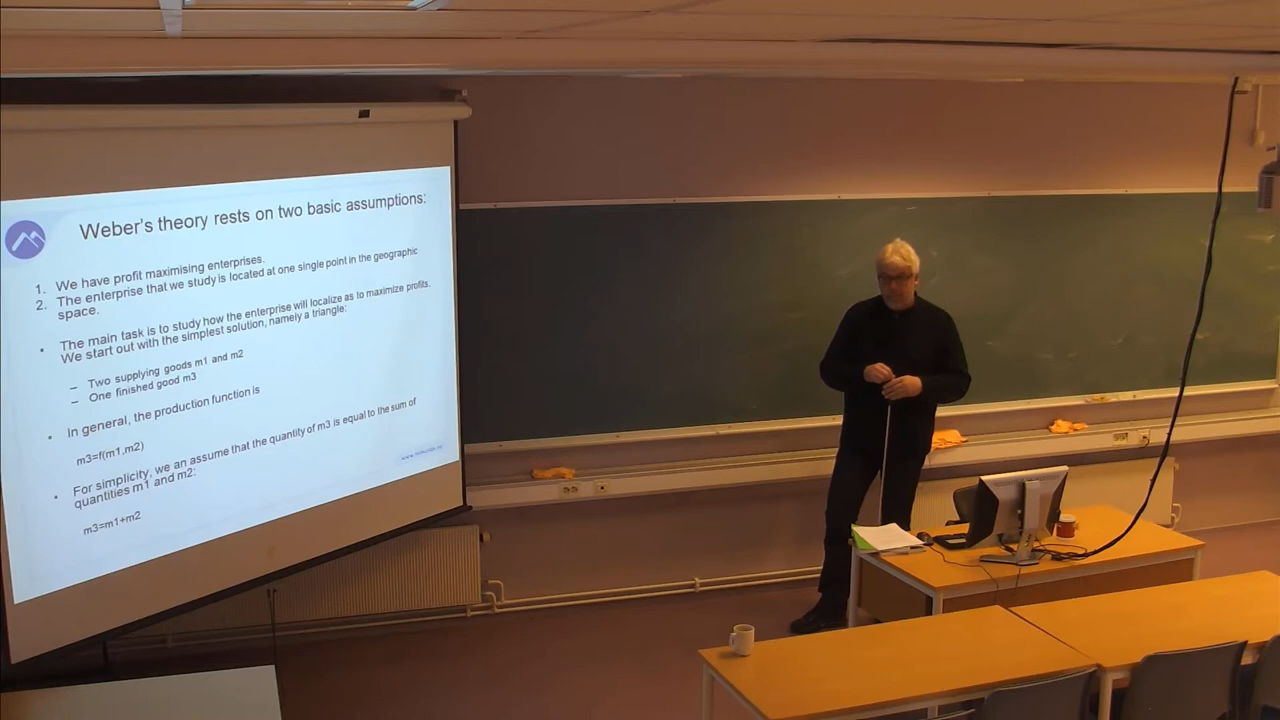 Weber's theory rests on two basic assumptions:
1. We have profit maximising enterprises.
2. The enterprise that we study is located at one single point in the geographic
space.
• The main task is to study how the enterprise will localize as to maximize profits.
We start out with the simplest solution, namely a triangle:
– Two supplying goods m1 and m2
– One finished good m3
• In general, the production function is
m3=f(m1,m2)
• For simplicity, we an assume that the quantity of m3 is equal to the sum of
quantities m1 and m2:
m3=m1+m2